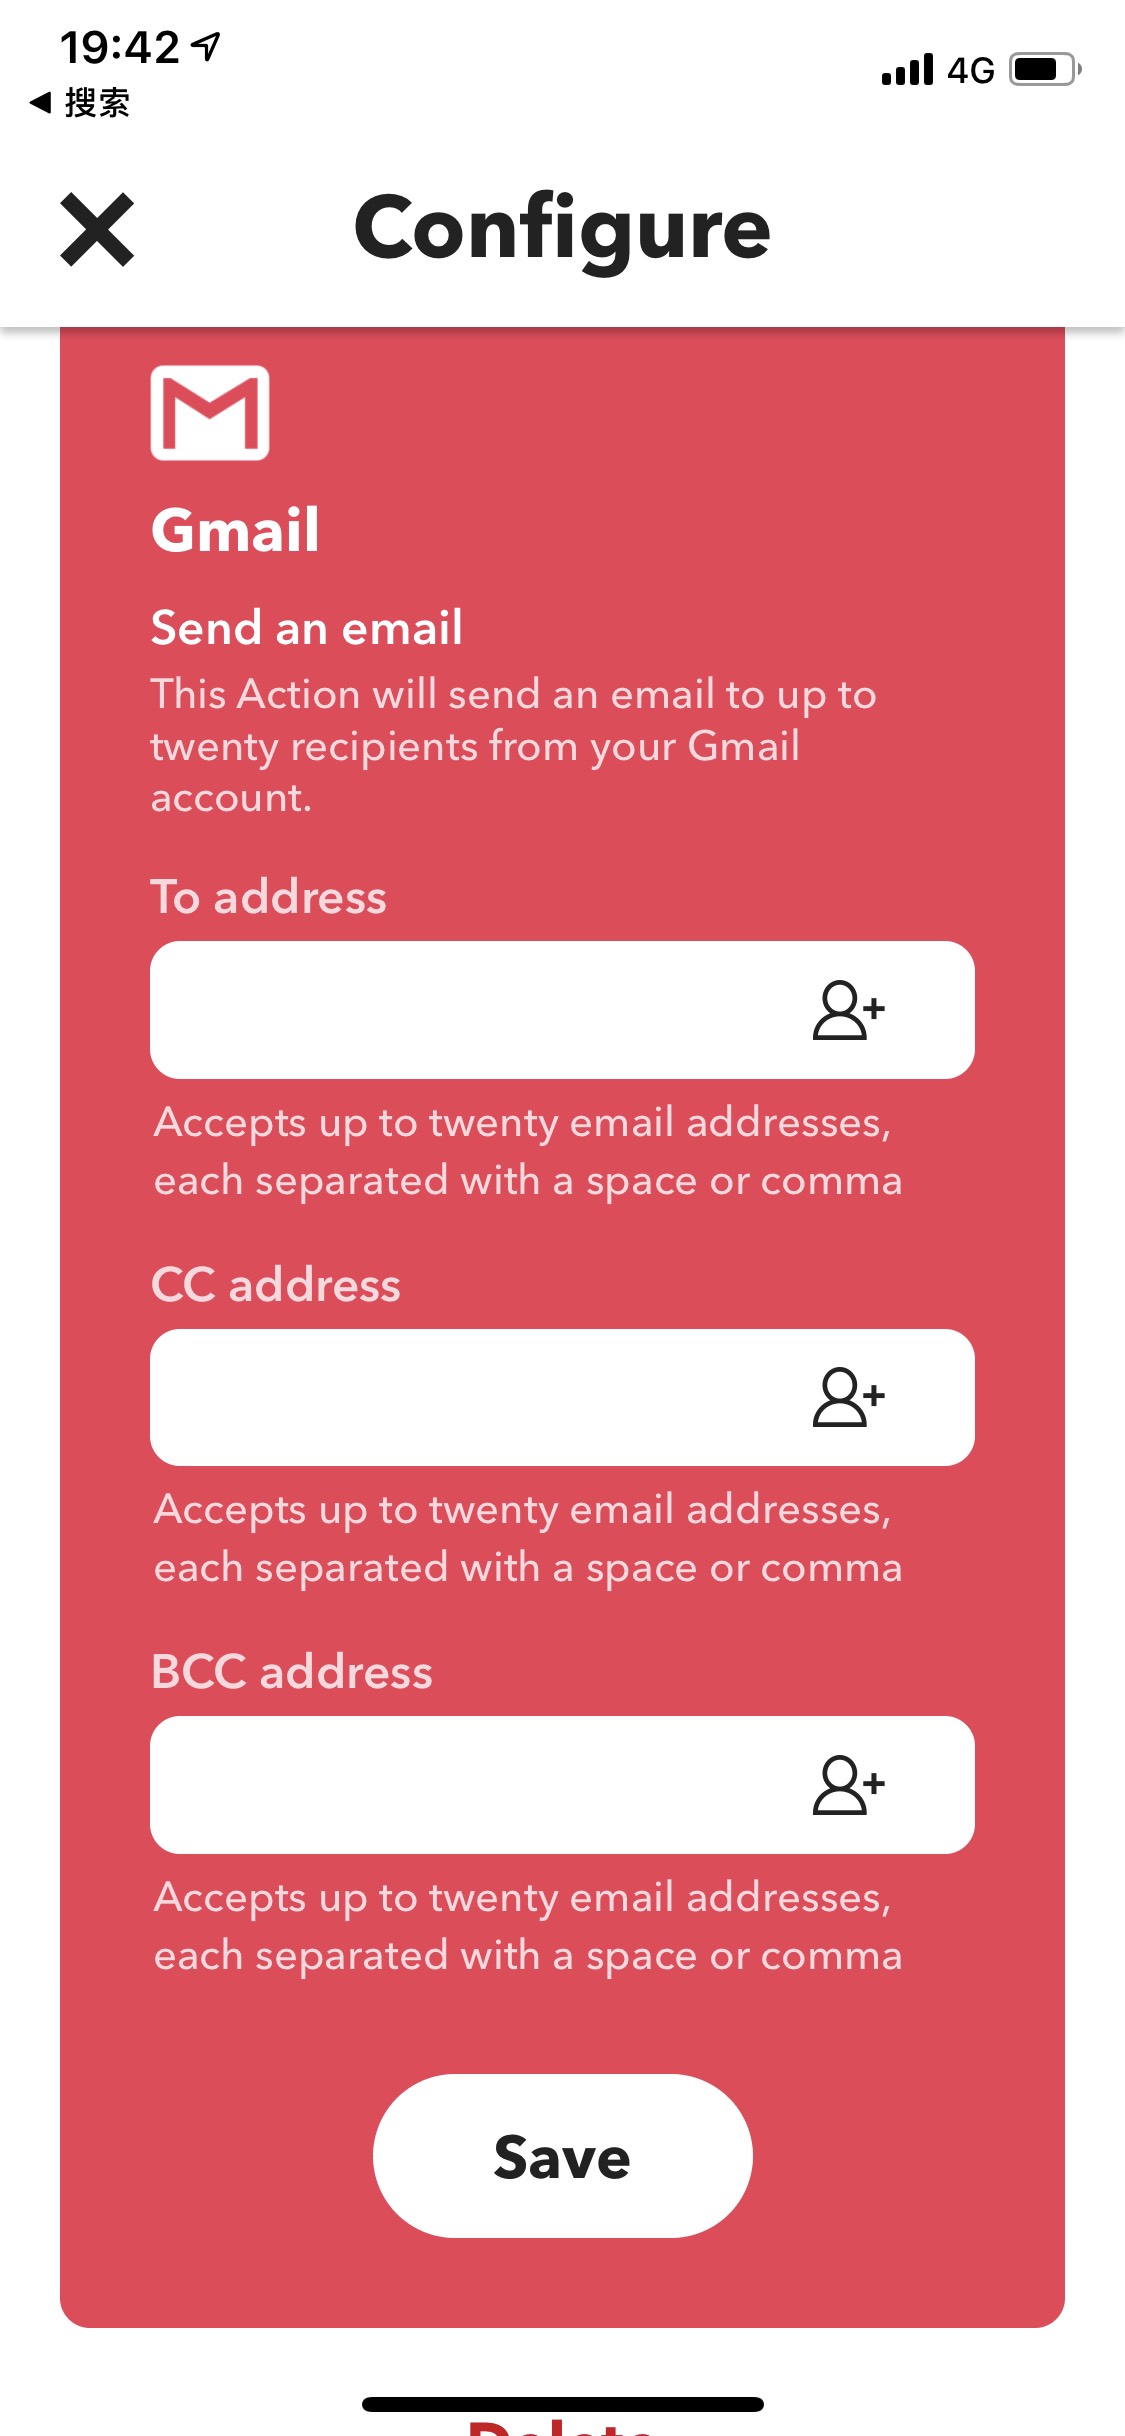 19:42
4G
搜索
Configure
Gmail
Send an email
This Action will send an email to up to
twenty recipients from your Gmail
account.
To address
Accepts up to twenty email addresses,
each separated with a space or comma
CC address
Accepts up to twenty email addresses,
each separated with a space or comma
BCC address
Accepts up to twenty email addresses,
each separated with a space or comma
Save
Delete